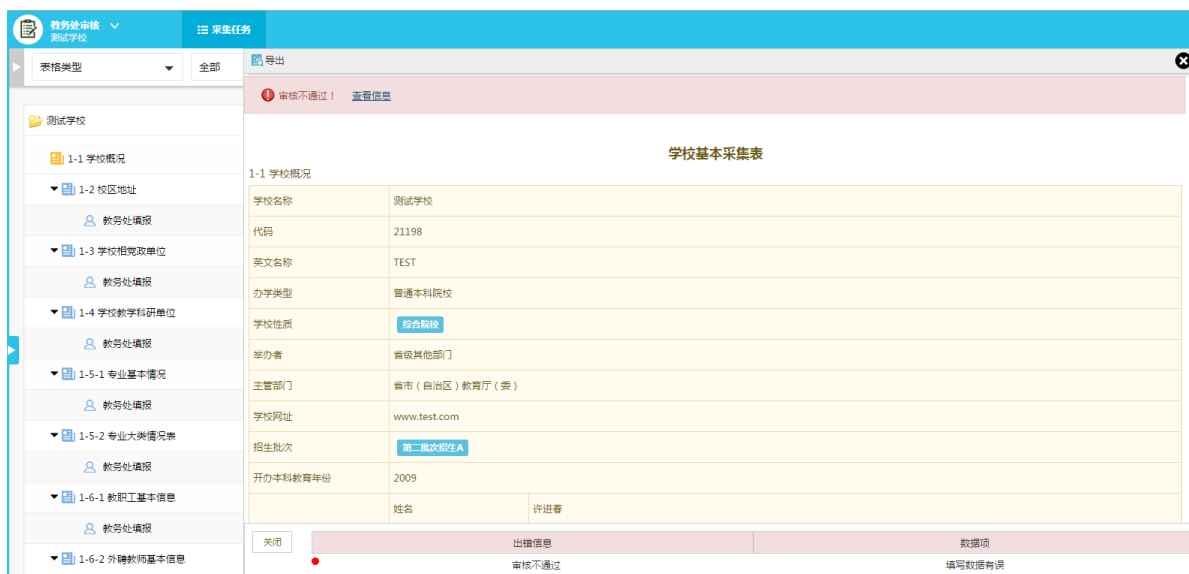 教务处审核
测试学校
采集任务
表格类型
全部
导出
审核不通过！ 查看信息
测试学校
1-1 学校概况
1-2 校区地址
教务处填报
1-3 学校相党政单位
教务处填报
1-4 学校教学科研单位
教务处填报
1-5-1 专业基本情况
教务处填报
1-5-2 专业大类情况表
教务处填报
1-6-1 教职工基本信息
教务处填报
1-6-2 外聘教师基本信息
学校基本采集表
1-1 学校概况
学校名称 测试学校
代码 21198
英文名称 TEST
办学类型 普通本科院校
学校性质 综合院校
举办者 省级其他部门
主管部门 省市（自治区）教育厅（委）
学校网址 www.test.com
招生批次 第二批次招生A
开办本科教育年份 2009
姓名 许进春
关闭 出错信息 数据项
审核不通过 填写数据有误